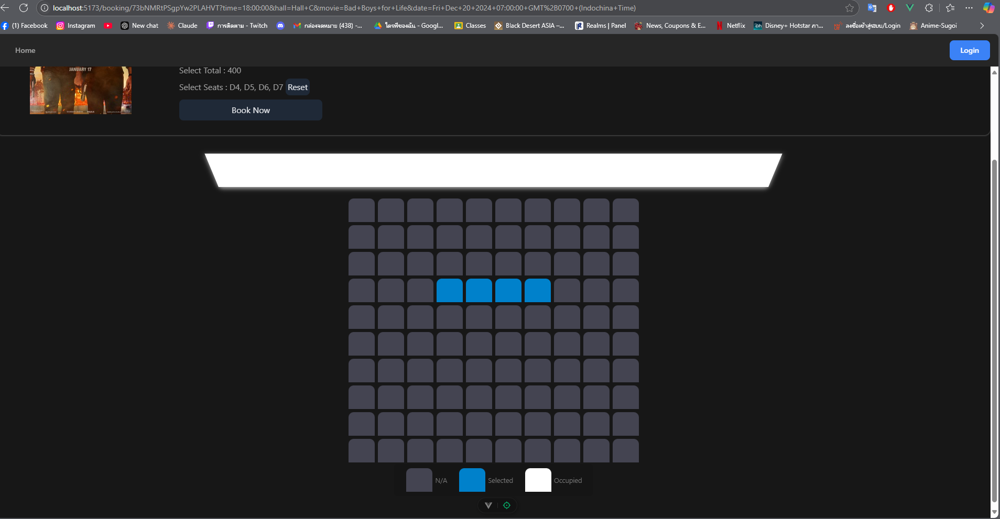 localhost:5173/booking/73bNMRtPSgpYw2PLAHVT?time=18:00:00&hall=Hall+C&movie=Bad+Boys+for+Life&date=Fri+Dec+20+2024+07:00:00+GMT%2B0700+(Indochina+Time)
(1) Facebook Instagram New chat Claude การติดตาม - Twitch กล่องจดหมาย (438) -... ไดรฟ์ของฉัน - Googl... Classes Black Desert ASIA –... Realms | Panel News, Coupons & E... Netflix Disney+ Hotstar ภา... ลงชื่อเข้าสู่ระบบ/Login Anime-Sugoi
Home Login
JANUARY 17
Select Total : 400
Select Seats : D4, D5, D6, D7 Reset
Book Now
N/A Selected Occupied